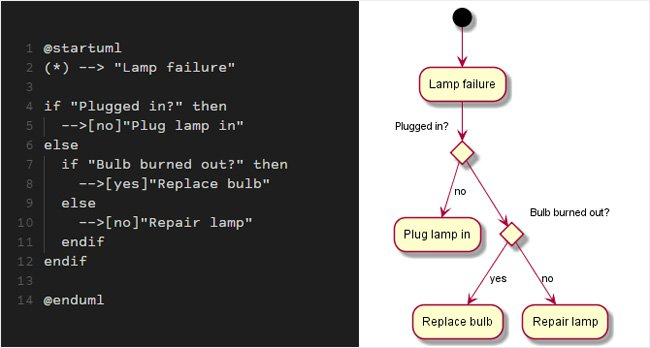 1 @startuml
2 (*) --> "Lamp failure"
3
4 if "Plugged in?" then
5   -->[no]"Plug lamp in"
6 else
7   if "Bulb burned out?" then
8     -->[yes]"Replace bulb"
9   else
10     -->[no]"Repair lamp"
11   endif
12 endif
13
14 @enduml
Lamp failure
Plugged in?
no
Plug lamp in
Bulb burned out?
yes
no
Replace bulb
Repair lamp